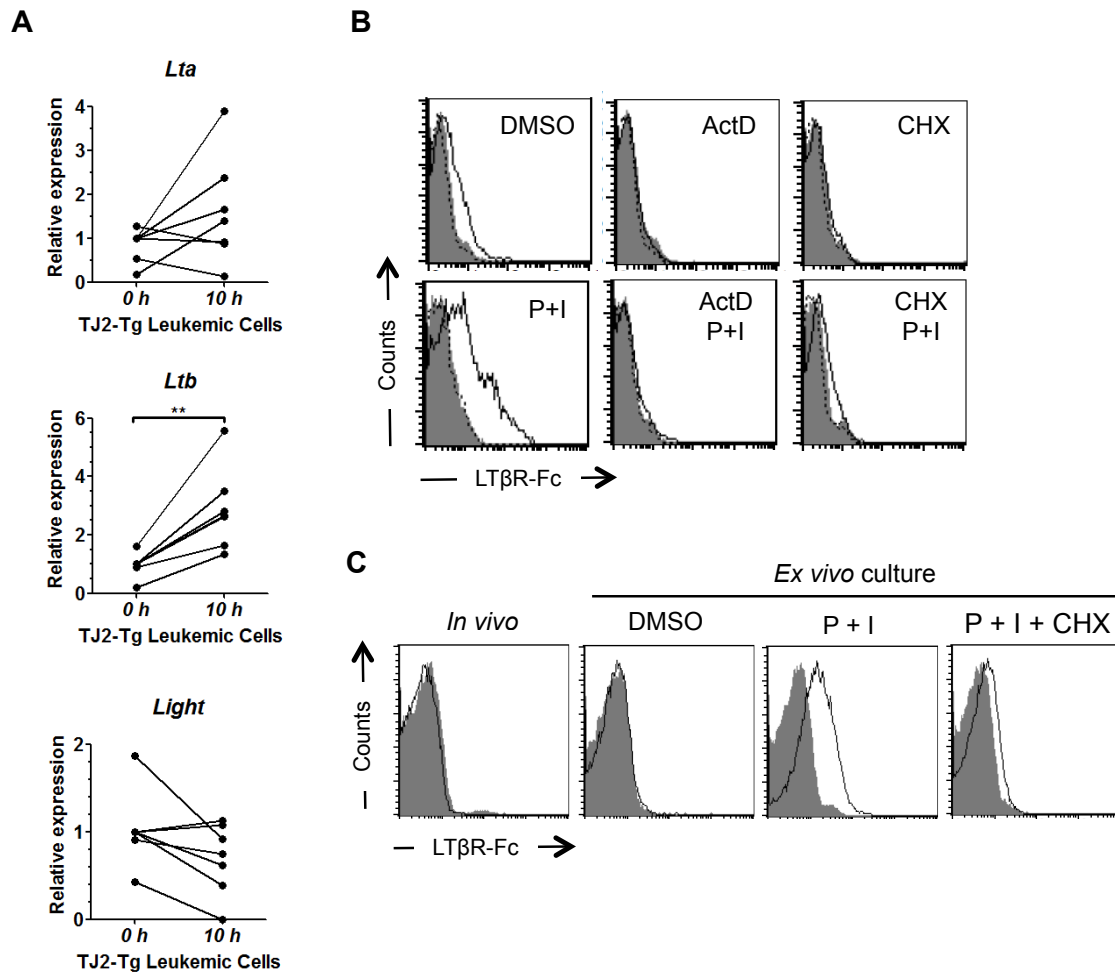 A
Lta
4
3
2
1
0
Relative expression
0 h 10 h
TJ2-Tg Leukemic Cells
Ltb
**
6
4
2
0
Relative expression
0 h 10 h
TJ2-Tg Leukemic Cells
Light
2
1
0
Relative expression
0 h 10 h
TJ2-Tg Leukemic Cells
B
DMSO ActD CHX
P+I
ActD
P+I
CHX
P+I
Counts
LTβR-Fc
C
Ex vivo culture
In vivo DMSO P + I P + I + CHX
Counts
LTβR-Fc